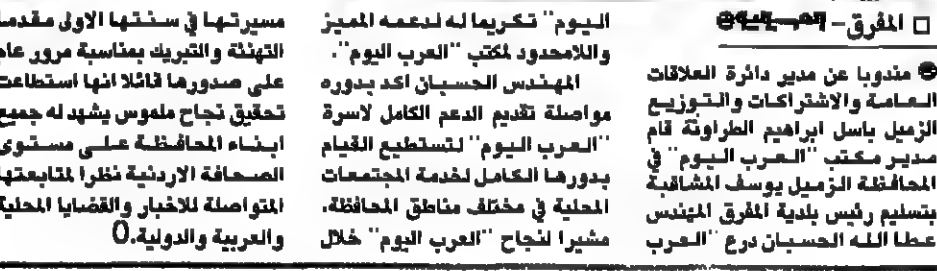 □ المفرق - العرب اليوم
مندوبا عن مدير دائرة العلاقات
العامة والاشتراكات والتوزيع
الزميل باسل ابراهيم الطراونة قام
مدير مكتب "العرب اليوم" في
المحافظة الزميل يوسف المشاقبة
بتسليم رئيس بلدية المفرق المهندس
عطا الله الحسبان درع "العرب
اليوم" تكريما له لدعمه المميز
واللامحدود لمكتب "العرب اليوم".
المهندس الحسبان اكد بدوره
مواصلة تقديم الدعم الكامل لاسرة
"العرب اليوم" لتستطيع القيام
بدورها الكامل لخدمة المجتمعات
المحلية في مختلف مناطق المحافظة.
مشيرا لنجاح "العرب اليوم" خلال
مسيرتها في سنتها الاولى مقدما
التهنئة والتبريك بمناسبة مرور عام
على صدورها قائلا انها استطاعت
تحقيق نجاح ملموس يشهد له جميع
ابناء المحافظة على مستوى
الصحافة الاردنية نظرا لمتابعتها
المتواصلة للاخبار والقضايا المحلية
والعربية والدولية.